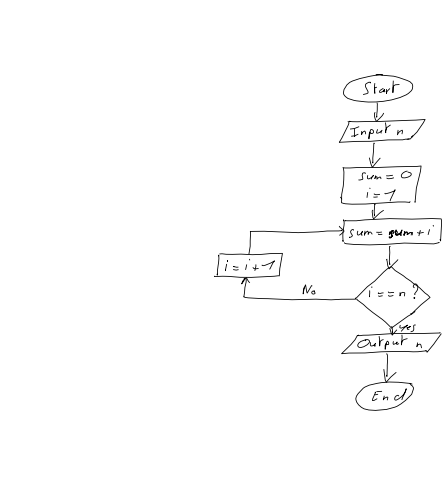 Start
Input n
sum = 0
i = 1
sum = sum + i
i = i + 1
i == n ?
No
yes
Output n
End